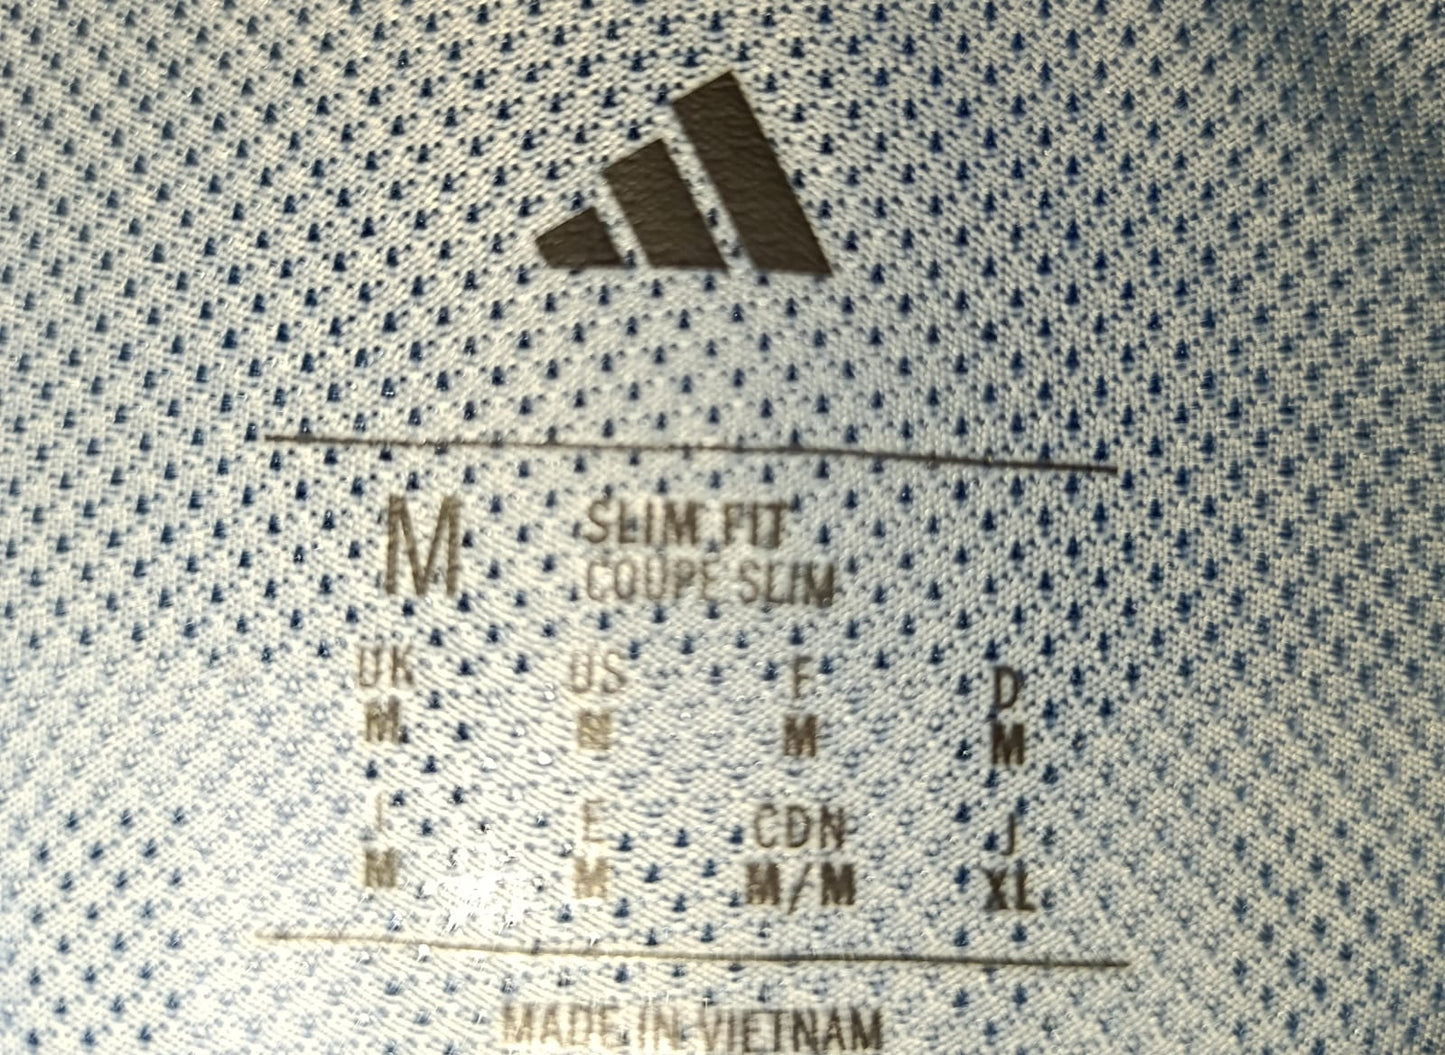 M SLIM FIT
COUPE SLIM
UK US F D
M M M M
I E CDN J
M M M/M XL
MADE IN VIETNAM